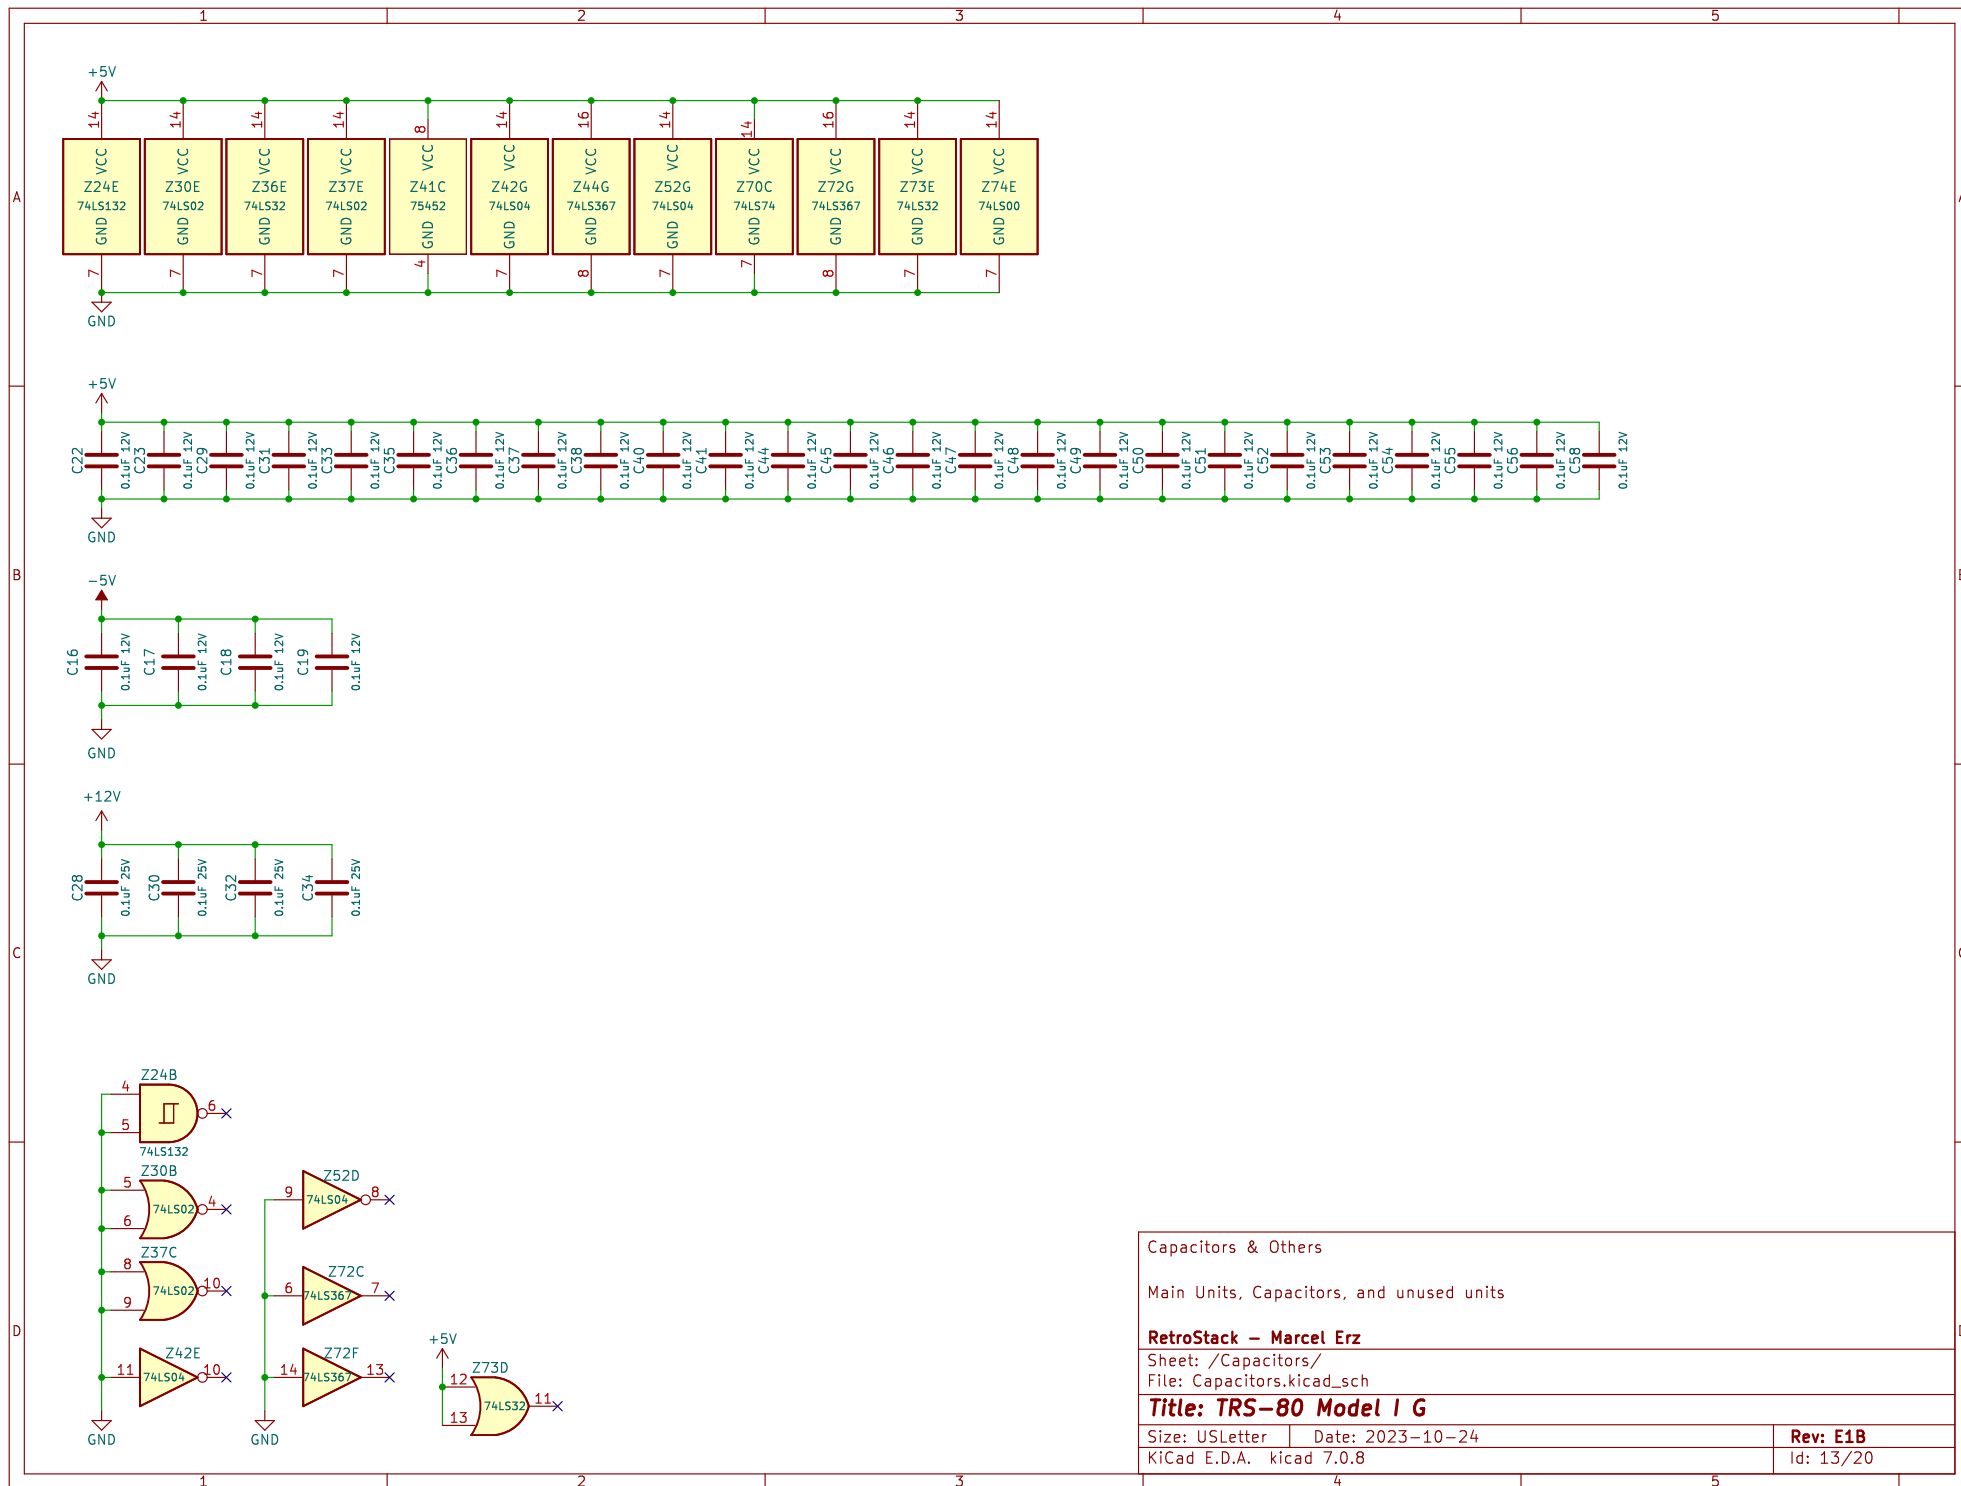 1 2 3 4 5
+5V
14 14 14 14 8 14 16 14 14 16 14 14
VCC VCC VCC VCC VCC VCC VCC VCC VCC VCC VCC VCC
A
Z24E Z30E Z36E Z37E Z41C Z42G Z44G Z52G Z70C Z72G Z73E Z74E
74LS132 74LS02 74LS32 74LS02 75452 74LS04 74LS367 74LS04 74LS74 74LS367 74LS32 74LS00
GND GND GND GND GND GND GND GND GND GND GND GND
7 7 7 7 4 7 8 7 7 8 7 7
GND
+5V
C22 0.1uF 12V
C23 0.1uF 12V
C29 0.1uF 12V
C31 0.1uF 12V
C33 0.1uF 12V
C35 0.1uF 12V
C36 0.1uF 12V
C37 0.1uF 12V
C38 0.1uF 12V
C40 0.1uF 12V
C41 0.1uF 12V
C44 0.1uF 12V
C45 0.1uF 12V
C46 0.1uF 12V
C47 0.1uF 12V
C48 0.1uF 12V
C49 0.1uF 12V
C50 0.1uF 12V
C51 0.1uF 12V
C52 0.1uF 12V
C53 0.1uF 12V
C54 0.1uF 12V
C55 0.1uF 12V
C56 0.1uF 12V
C58 0.1uF 12V
GND
B
-5V
C16 0.1uF 12V
C17 0.1uF 12V
C18 0.1uF 12V
C19 0.1uF 12V
GND
+12V
C28 0.1uF 25V
C30 0.1uF 25V
C32 0.1uF 25V
C34 0.1uF 25V
C
GND
Z24B
4
5
6
74LS132
Z30B
5
6
74LS02
4
Z37C
8
9
74LS02
10
Z42E
11
74LS04
10
GND
Z52D
9
74LS04
8
Z72C
6
74LS367
7
Z72F
14
74LS367
13
GND
+5V
Z73D
12
13
74LS32
11
D
Capacitors & Others
Main Units, Capacitors, and unused units
RetroStack - Marcel Erz
Sheet: /Capacitors/
File: Capacitors.kicad_sch
Title: TRS-80 Model I G
Size: USLetter Date: 2023-10-24 Rev: E1B
KiCad E.D.A. kicad 7.0.8 Id: 13/20
1 2 3 4 5